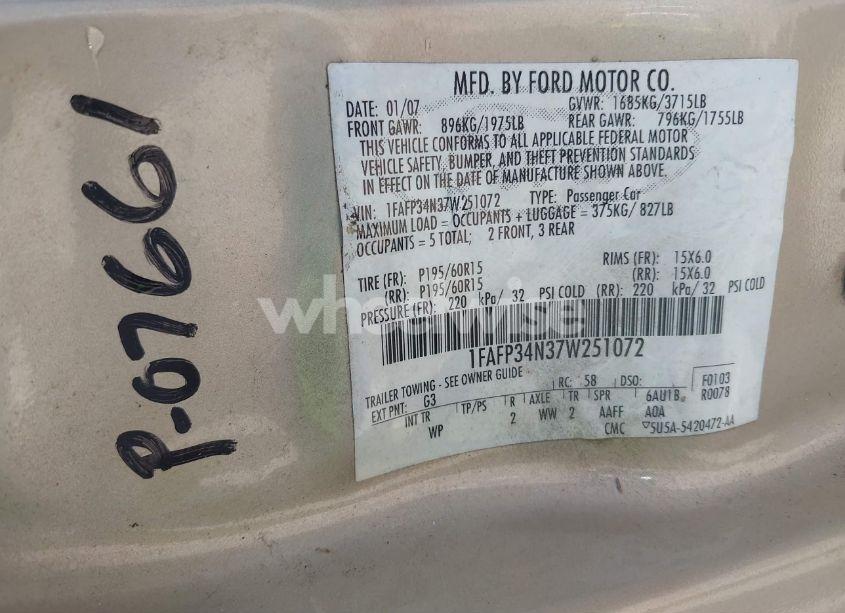 P-07661
MFD. BY FORD MOTOR CO.
DATE: 01/07 GVWR: 1685KG/3715LB
FRONT GAWR: 896KG/1975LB REAR GAWR: 796KG/1755LB
THIS VEHICLE CONFORMS TO ALL APPLICABLE FEDERAL MOTOR
VEHICLE SAFETY, BUMPER, AND THEFT PREVENTION STANDARDS
IN EFFECT ON THE DATE OF MANUFACTURE SHOWN ABOVE.
VIN: 1FAFP34N37W251072 TYPE: Passenger Car
MAXIMUM LOAD = OCCUPANTS + LUGGAGE = 375KG/ 827LB
OCCUPANTS = 5 TOTAL; 2 FRONT, 3 REAR
TIRE (FR): P195/60R15 RIMS (FR): 15X6.0
(RR): P195/60R15 (RR): 15X6.0
PRESSURE (FR): 220 kPa/ 32 PSI COLD (RR): 220 kPa/ 32 PSI COLD
wheelwise
1FAFP34N37W251072
TRAILER TOWING - SEE OWNER GUIDE RC: 58 DSO: F0103
EXT PNT: G3 6AU1B R0078
INT TR TP/PS R AXLE TR SPR
WP 2 WW 2 AAFF A0A
CMC ▽5U5A-5420472-AA